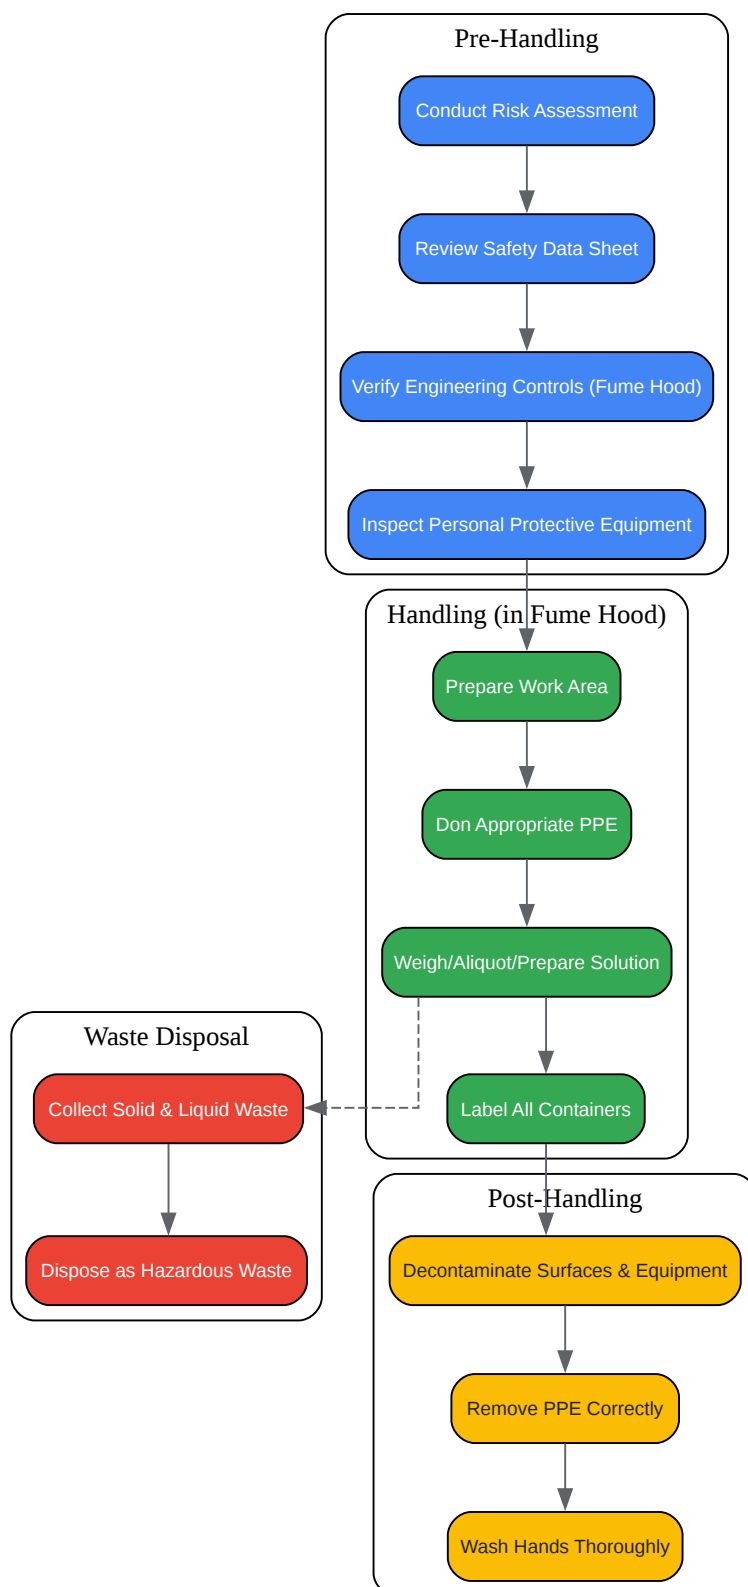 Pre-Handling
Conduct Risk Assessment
Review Safety Data Sheet
Verify Engineering Controls (Fume Hood)
Inspect Personal Protective Equipment
Handling (in Fume Hood)
Prepare Work Area
Don Appropriate PPE
Weigh/Aliquot/Prepare Solution
Label All Containers
Waste Disposal
Collect Solid & Liquid Waste
Dispose as Hazardous Waste
Post-Handling
Decontaminate Surfaces & Equipment
Remove PPE Correctly
Wash Hands Thoroughly